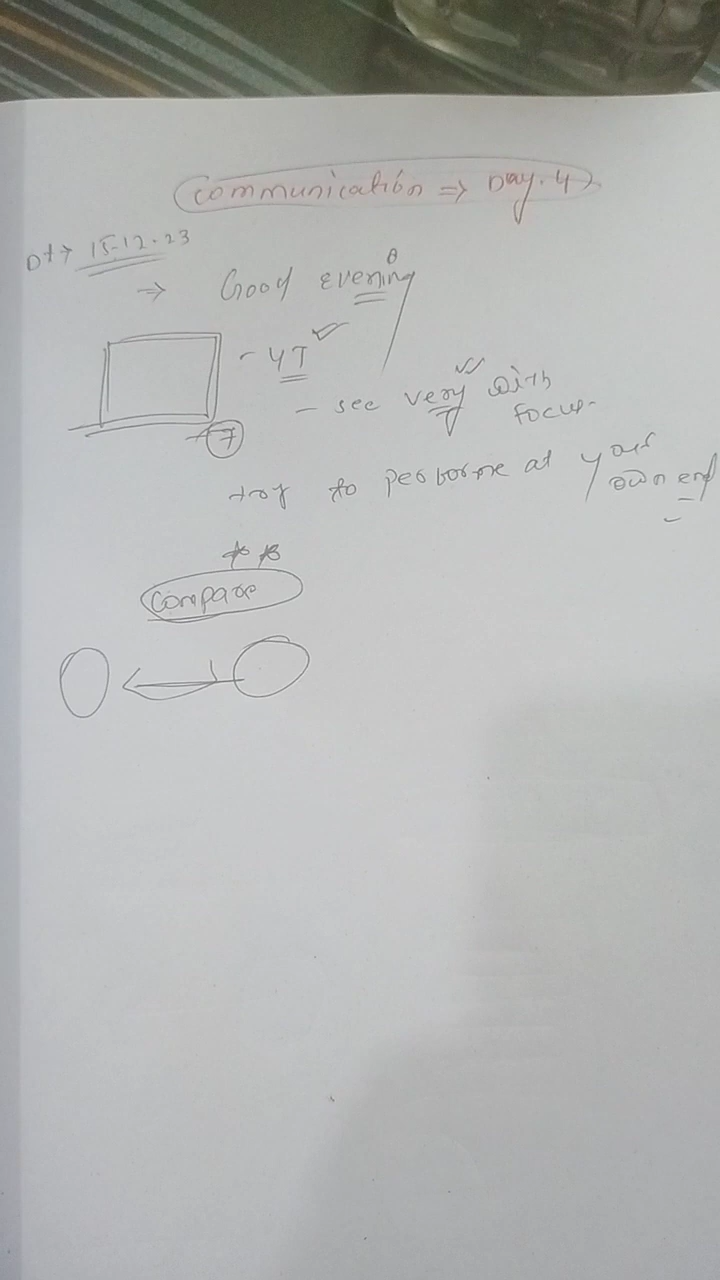 Communication => Day.4
Dt→ 15.12.23
=> Good evening
- YT
- see very with
focus-
try to performe at your
own end
Compare